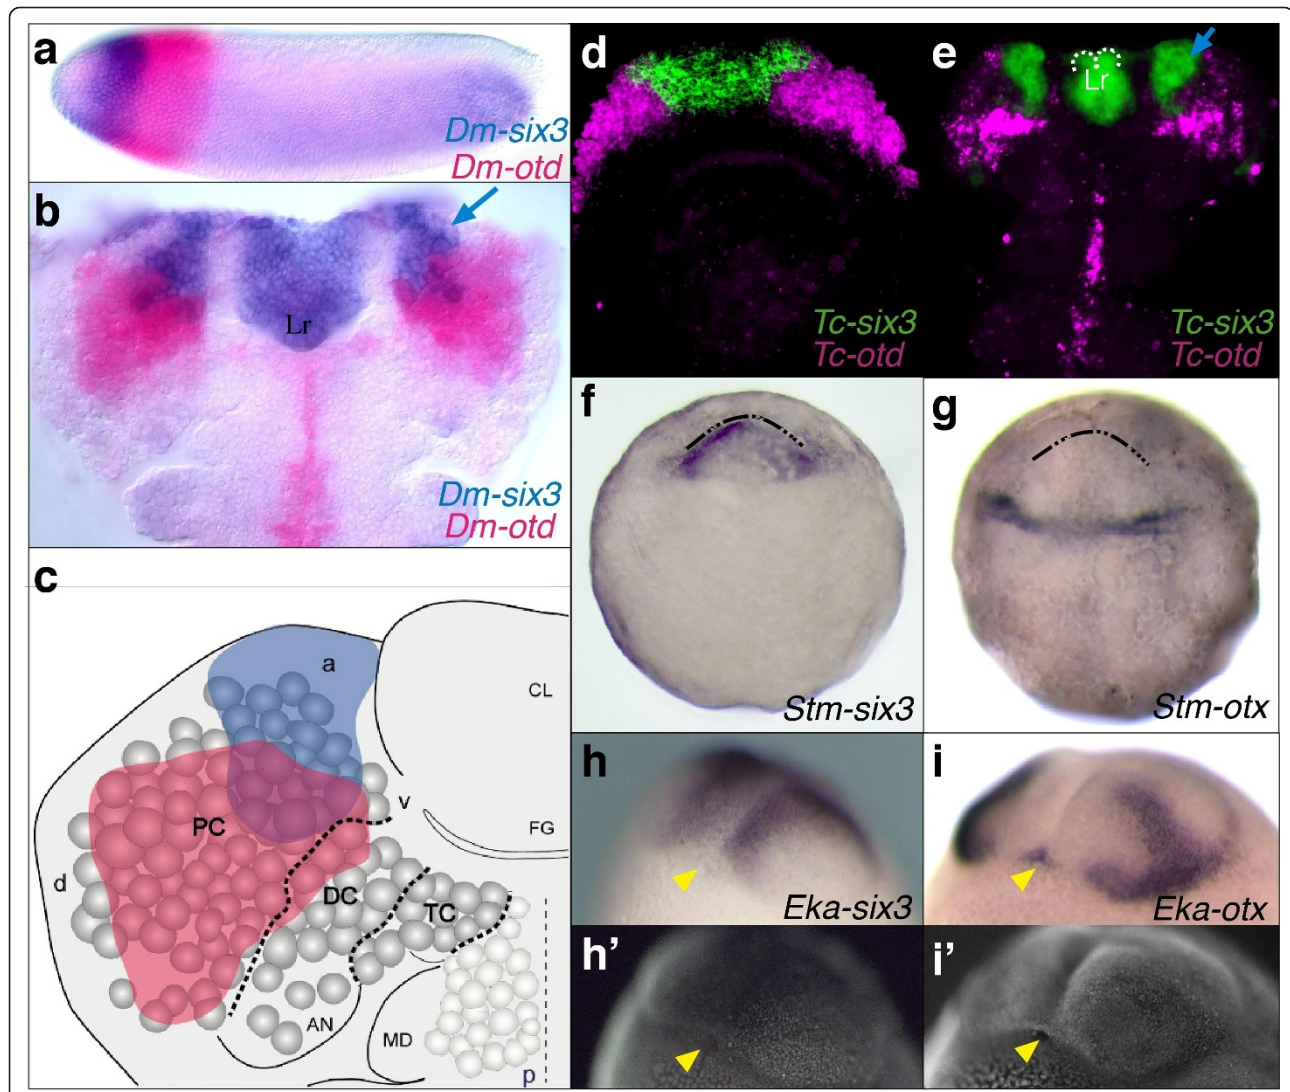 a
Dm-six3
Dm-otd
b
Lr
Dm-six3
Dm-otd
c
a
CL
v
FG
PC
d
DC
TC
AN
MD
p
d
Tc-six3
Tc-otd
e
Lr
Tc-six3
Tc-otd
f
Stm-six3
g
Stm-otx
h
Eka-six3
i
Eka-otx
h’
i’